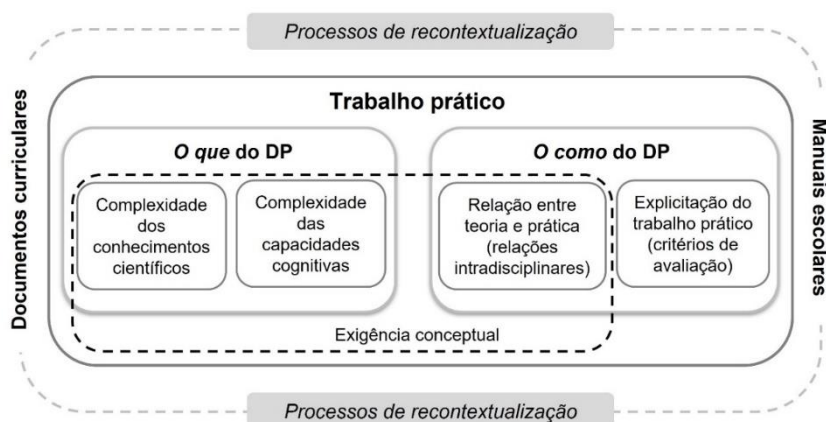 Processos de recontextualização
Documentos curriculares
Trabalho prático
O que do DP
Complexidade
dos
conhecimentos
científicos
Complexidade
das
capacidades
cognitivas
O como do DP
Relação entre
teoria e prática
(relações
intradisciplinares)
Explicitação do
trabalho prático
(critérios de
avaliação)
Exigência conceptual
Manuais escolares
Processos de recontextualização